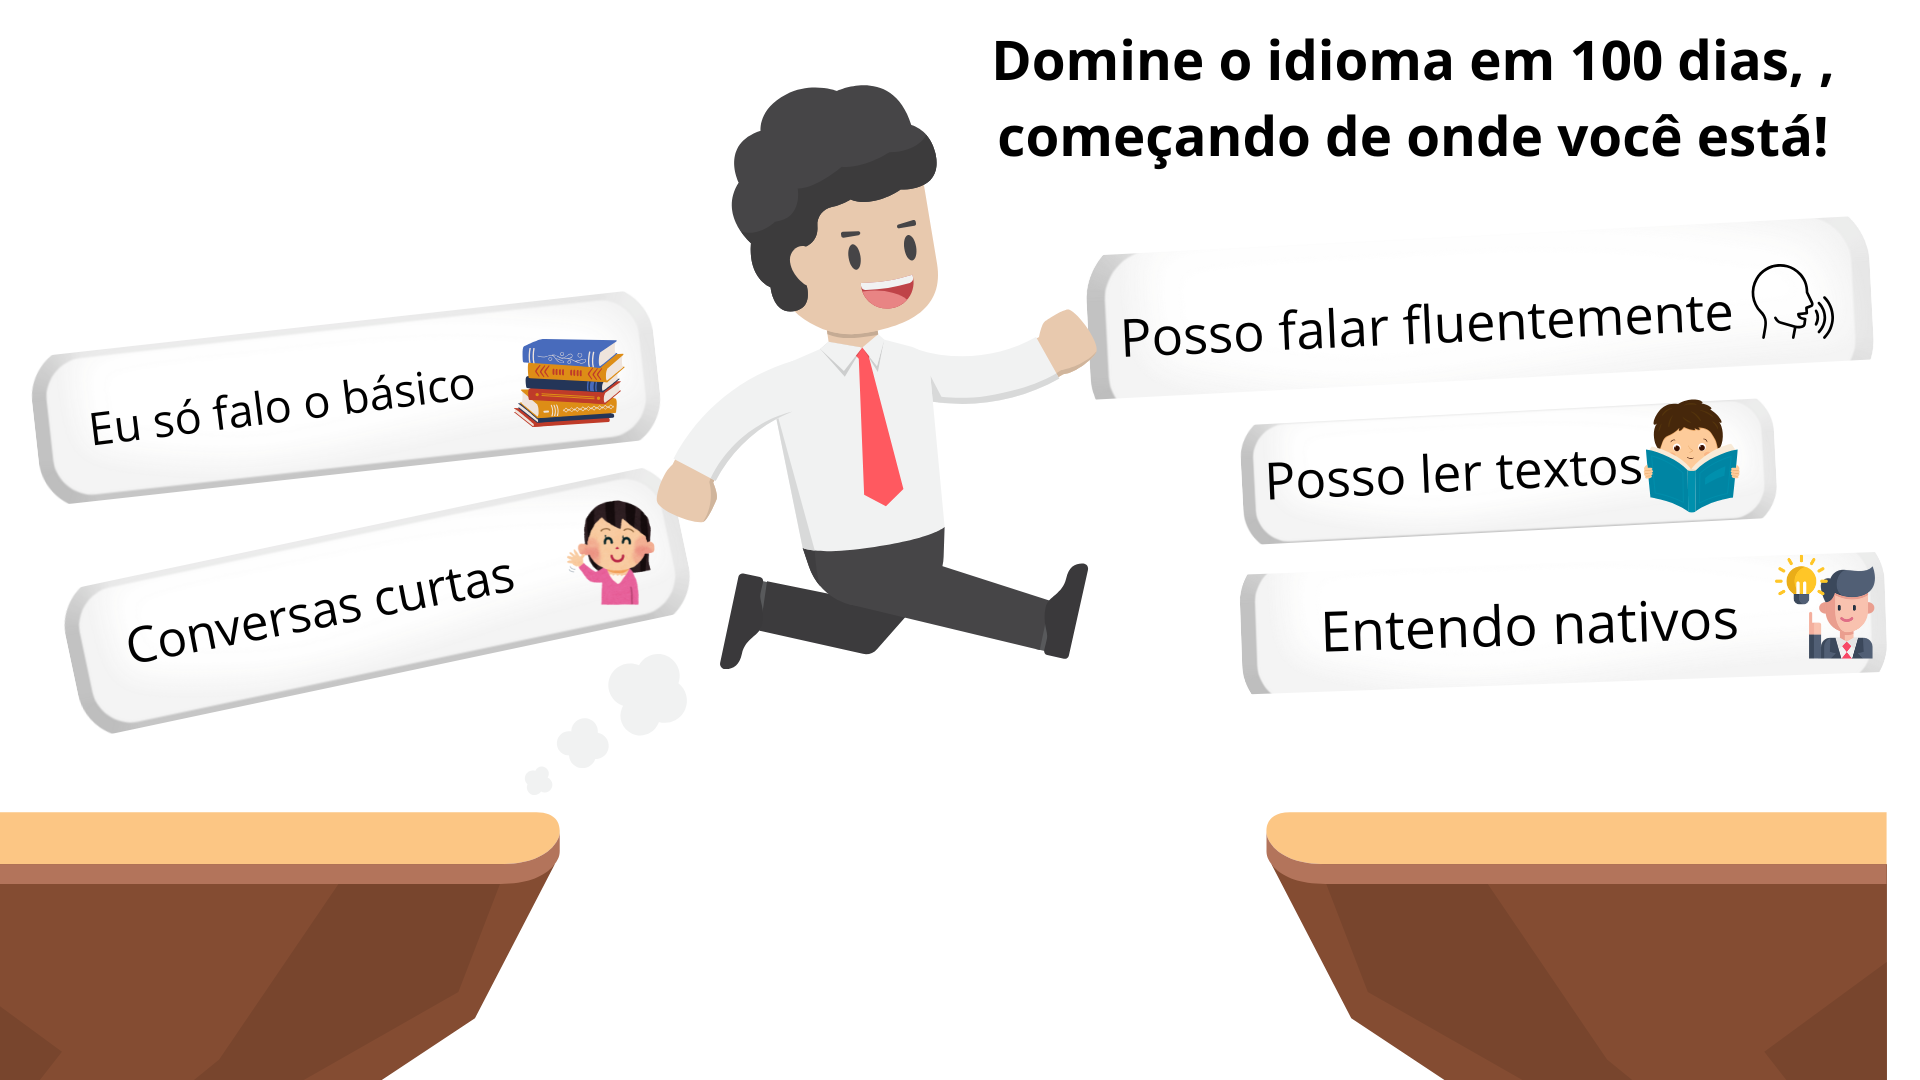 Domine o idioma em 100 dias, ,
começando de onde você está!
Eu só falo o básico
Conversas curtas
Posso falar fluentemente
Posso ler textos
Entendo nativos